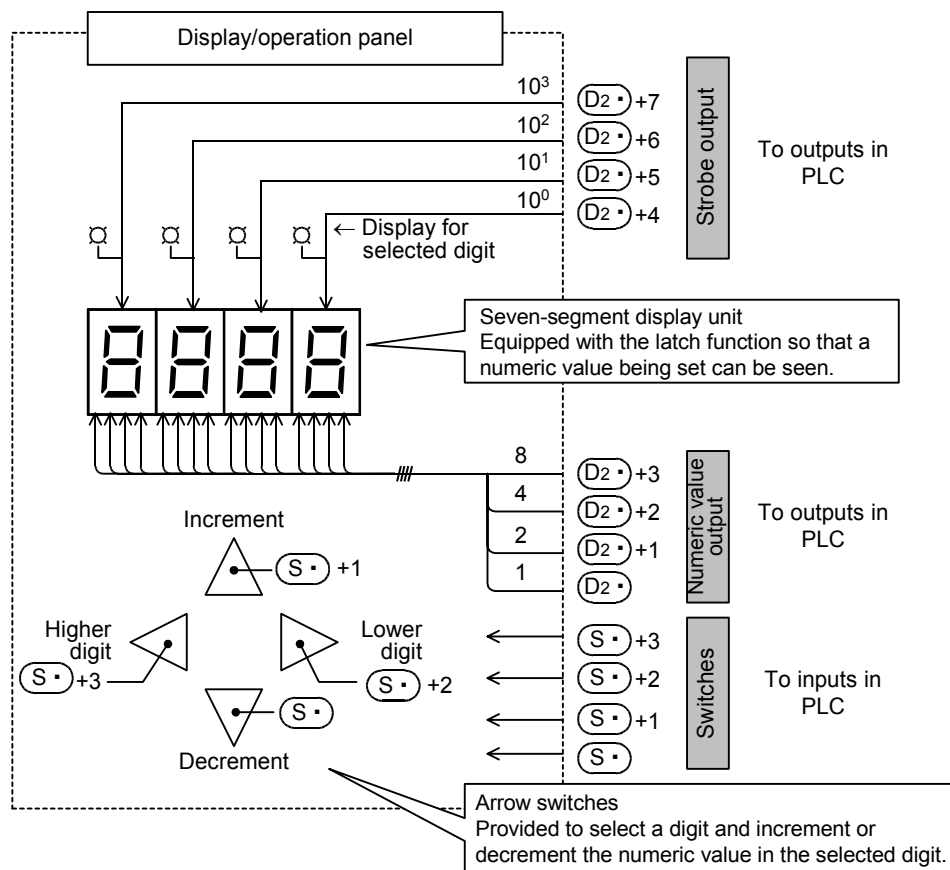 Display/operation panel
10³ D2· +7
10² D2· +6
10¹ D2· +5
10⁰ D2· +4
Strobe output
To outputs in
PLC
← Display for
selected digit
Seven-segment display unit
Equipped with the latch function so that a
numeric value being set can be seen.
8 8 8 8
8 D2· +3
4 D2· +2
2 D2· +1
1 D2·
Numeric value
output
To outputs in
PLC
Increment
S· +1
Higher
digit
S· +3
Lower
digit
S· +2
S·
Decrement
S· +3
S· +2
S· +1
S·
Switches
To inputs in
PLC
Arrow switches
Provided to select a digit and increment or
decrement the numeric value in the selected digit.